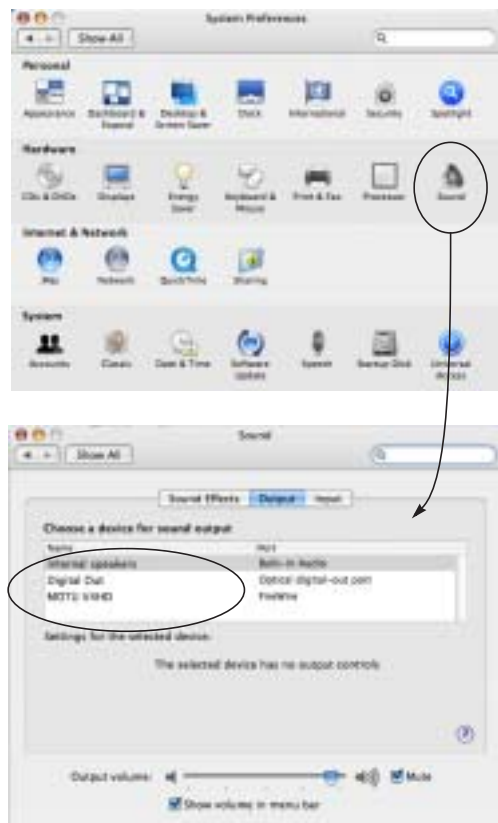 System Preferences
Show All
Personal
Appearance Dashboard & Exposé Desktop & Screen Saver Dock International Security Spotlight
Hardware
CDs & DVDs Displays Energy Saver Keyboard & Mouse Print & Fax Processor Sound
Internet & Network
.Mac Network QuickTime Sharing
System
Accounts Classic Date & Time Software Update Speech Startup Disk Universal Access
Sound
Show All
Sound Effects Output Input
Choose a device for sound output
Name Port
Internal speakers Built-in Audio
Digital Out Optical digital-out port
MOTU FireWire
Settings for the selected device:
The selected device has no output controls
Output volume: Mute
Show volume in menu bar